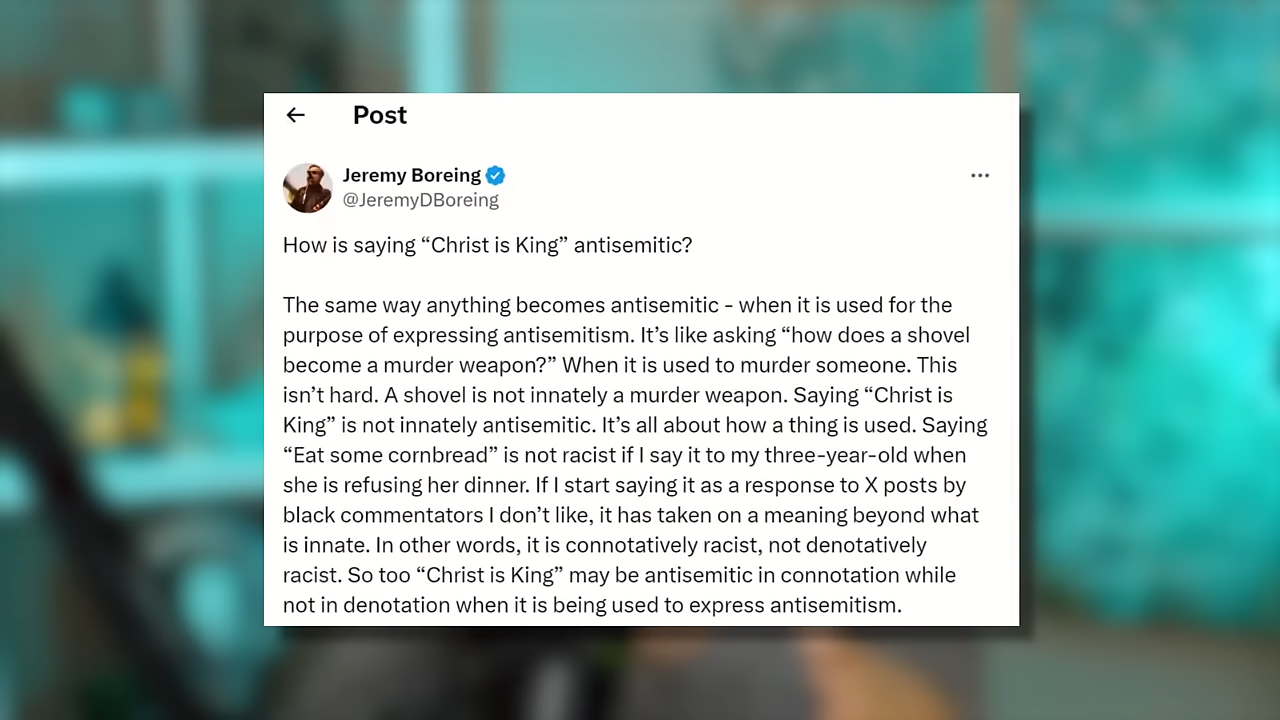 Post
Jeremy Boreing
@JeremyDBoreing
How is saying “Christ is King” antisemitic?
The same way anything becomes antisemitic - when it is used for the
purpose of expressing antisemitism. It’s like asking “how does a shovel
become a murder weapon?” When it is used to murder someone. This
isn’t hard. A shovel is not innately a murder weapon. Saying “Christ is
King” is not innately antisemitic. It’s all about how a thing is used. Saying
“Eat some cornbread” is not racist if I say it to my three-year-old when
she is refusing her dinner. If I start saying it as a response to X posts by
black commentators I don’t like, it has taken on a meaning beyond what
is innate. In other words, it is connotatively racist, not denotatively
racist. So too “Christ is King” may be antisemitic in connotation while
not in denotation when it is being used to express antisemitism.